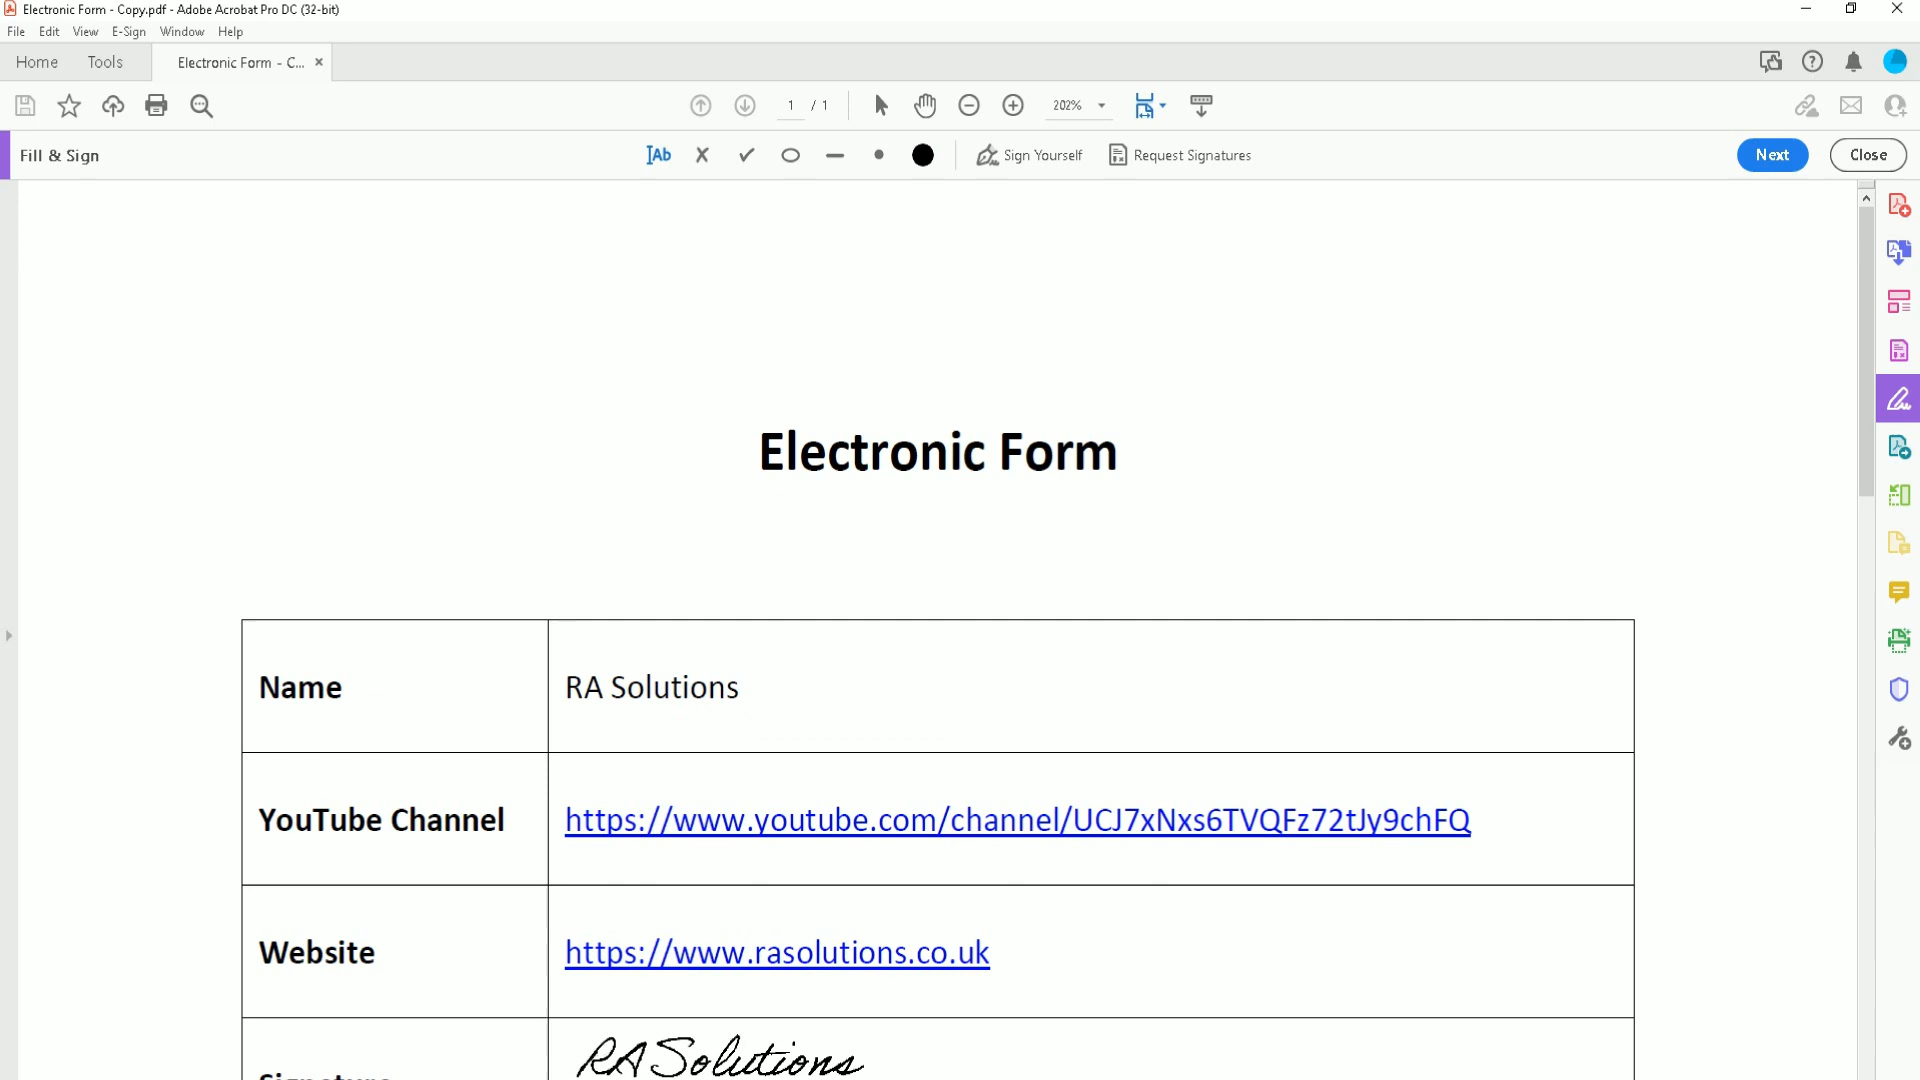 Electronic Form - Copy.pdf - Adobe Acrobat Pro DC (32-bit)
File Edit View E-Sign Window Help
Home Tools Electronic Form - C... ×
1 / 1 202%
Fill & Sign Ab Sign Yourself Request Signatures Next Close
Electronic Form
Name RA Solutions
YouTube Channel https://www.youtube.com/channel/UCJ7xNxs6TVQFz72tJy9chFQ
Website https://www.rasolutions.co.uk
Signature RA Solutions